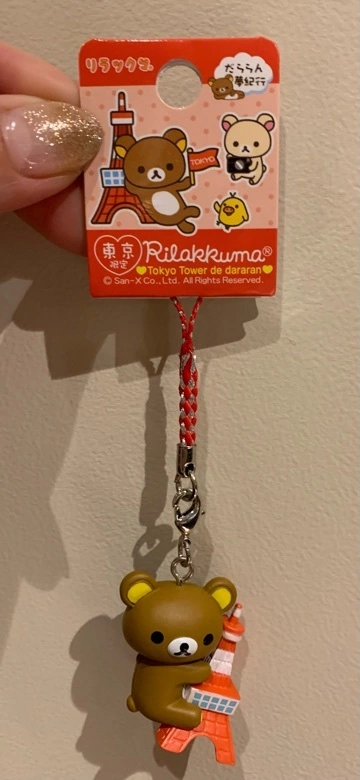 リラックマ
だららん
夢紀行
TOKYO
東京
限定
Rilakkuma®
Tokyo Tower de dararan
© San-X Co., Ltd. All Rights Reserved.